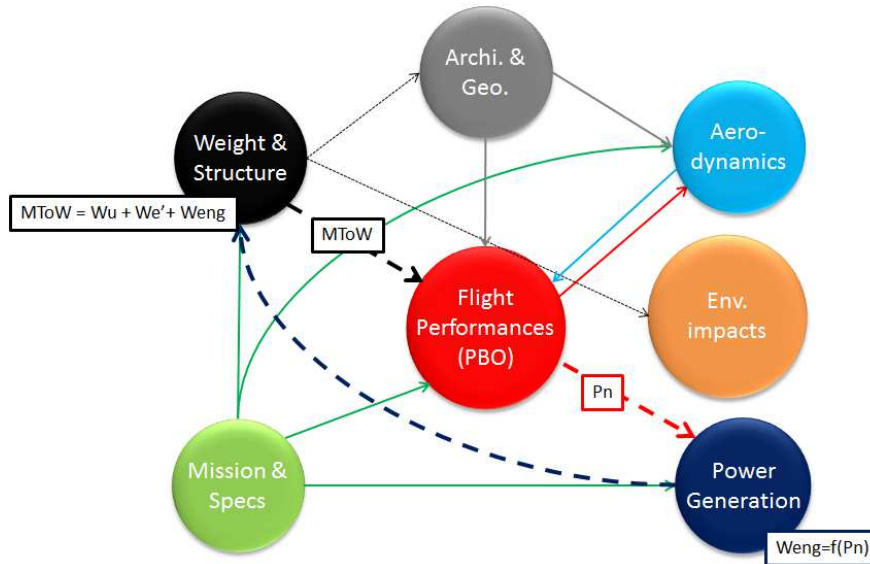 Archi. &
Geo.
Weight &
Structure
Aero-
dynamics
MToW = Wu + We'+ Weng
MToW
Flight
Performances
(PBO)
Env.
impacts
Pn
Mission &
Specs
Power
Generation
Weng=f(Pn)